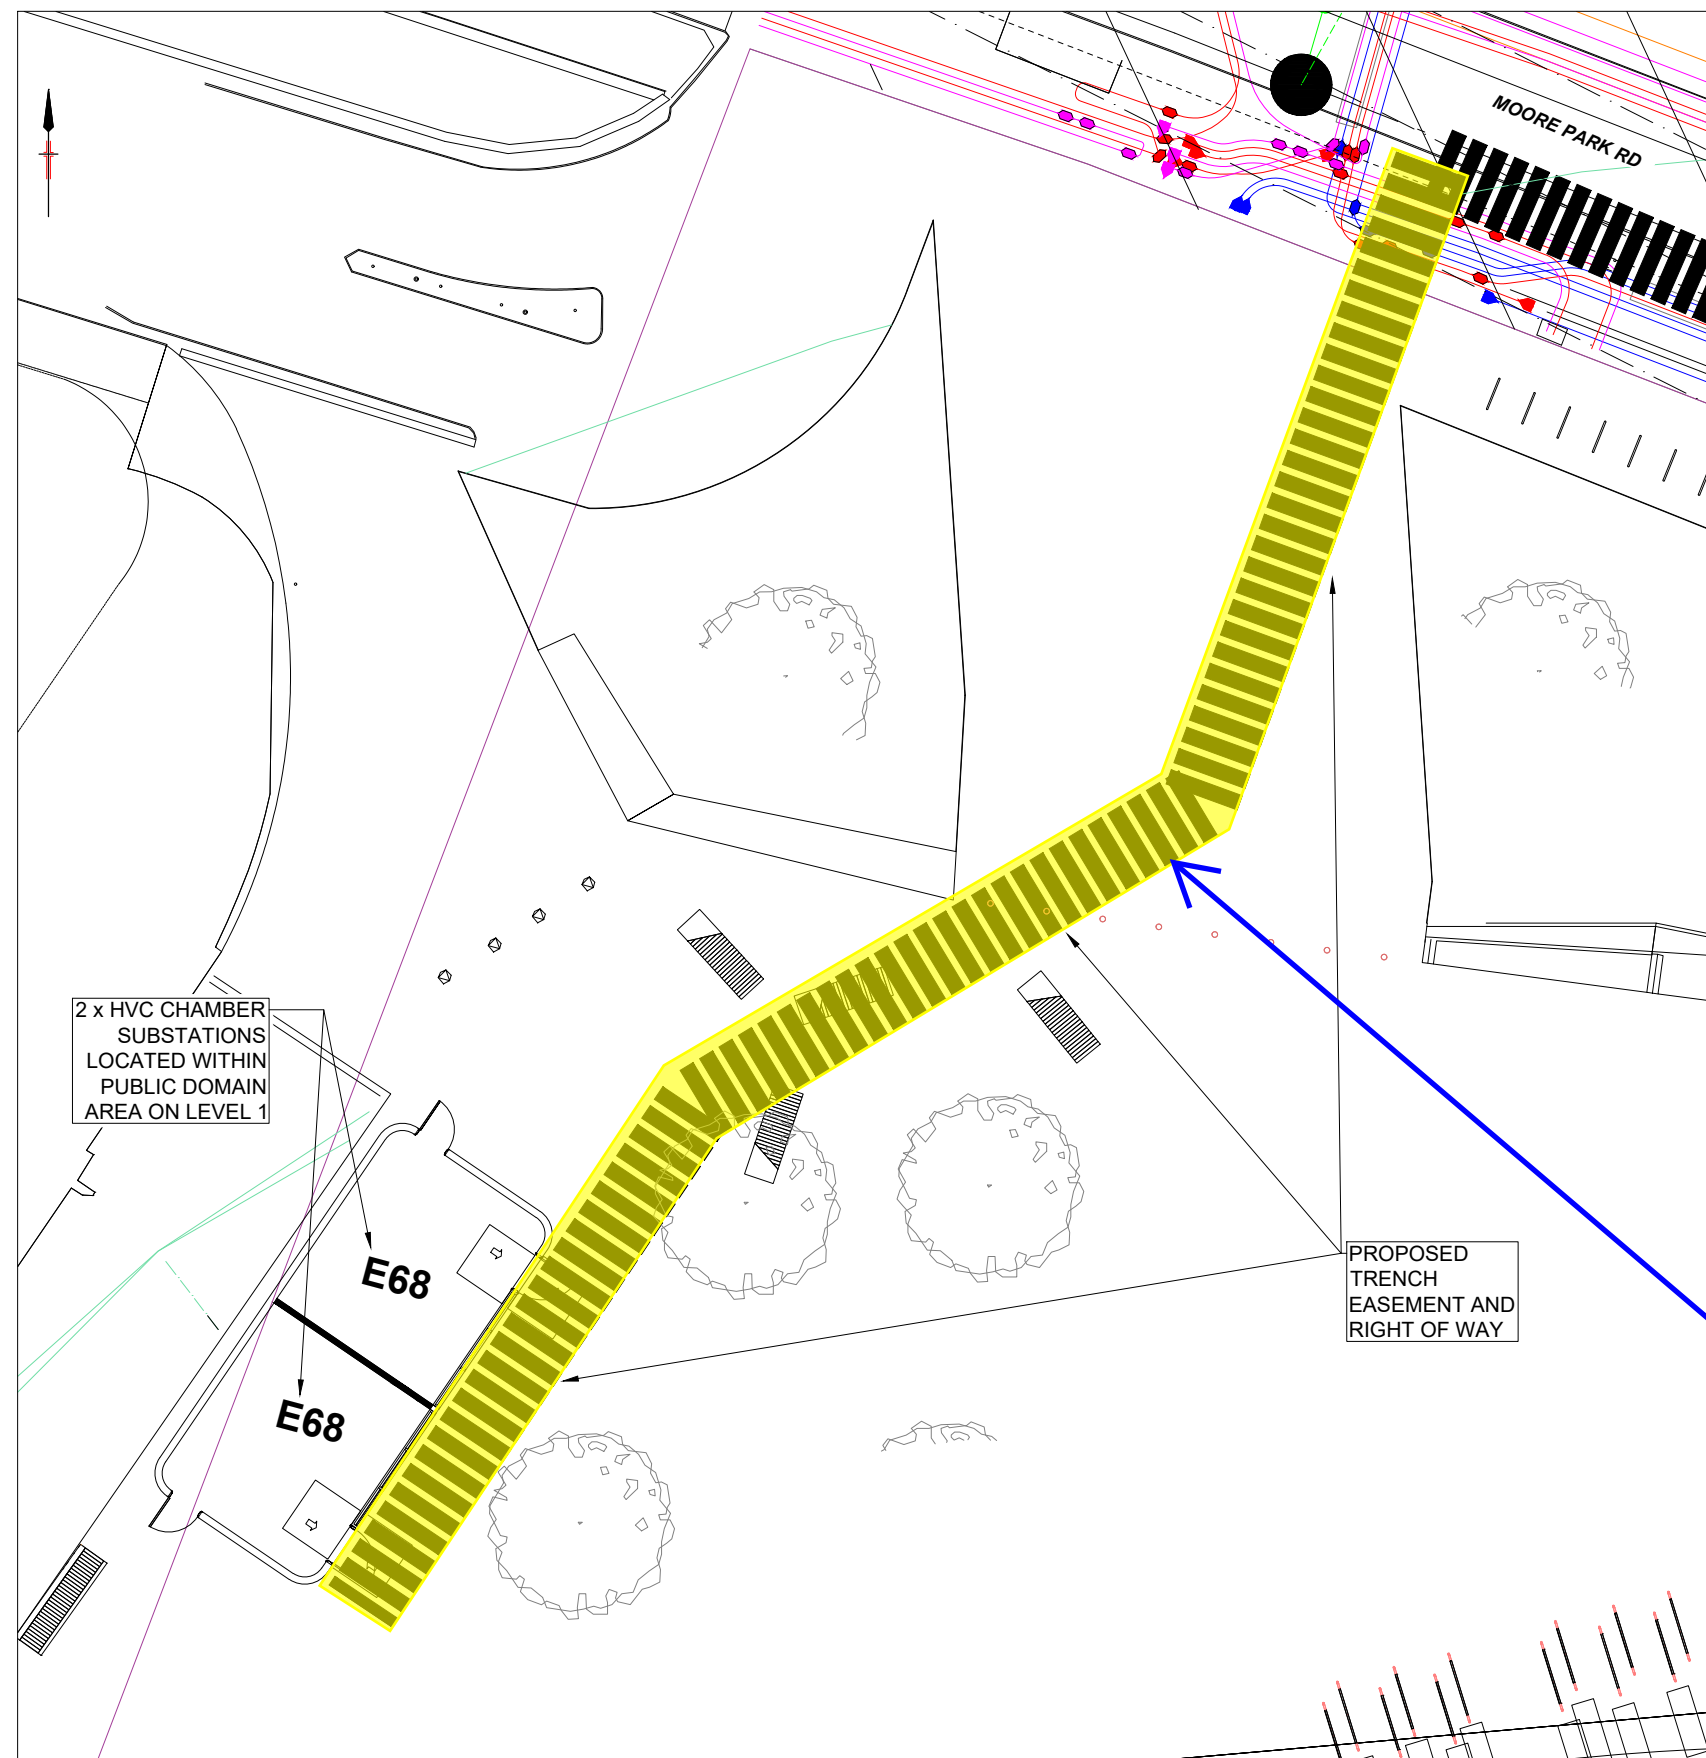 MOORE PARK RD
2 x HVC CHAMBER
SUBSTATIONS
LOCATED WITHIN
PUBLIC DOMAIN
AREA ON LEVEL 1
E68
E68
PROPOSED
TRENCH
EASEMENT AND
RIGHT OF WAY